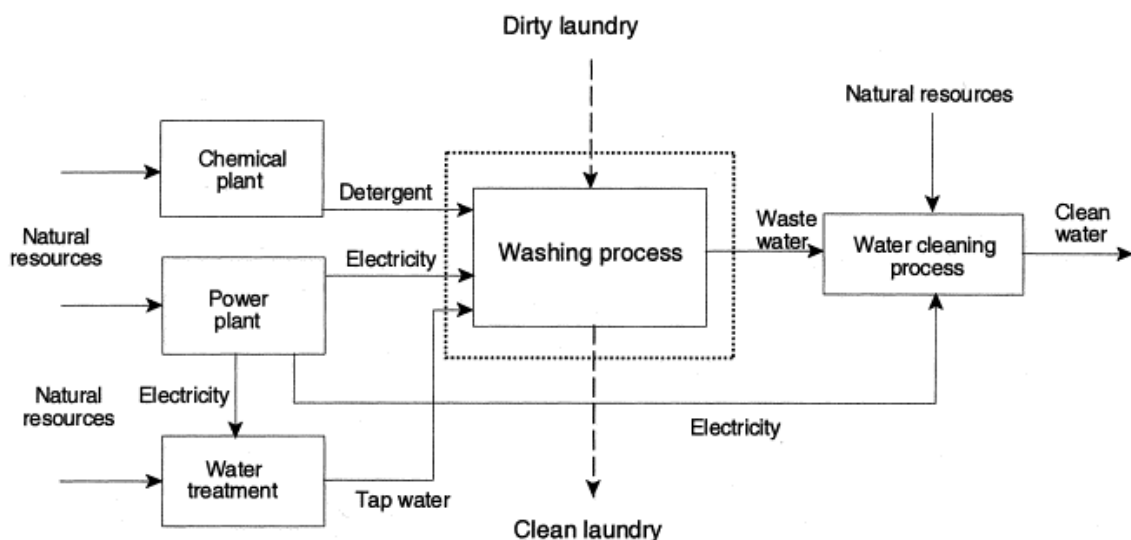 Dirty laundry
Natural resources
Chemical
plant
Detergent
Natural
resources
Electricity
Washing process
Waste
water
Water cleaning
process
Clean
water
Power
plant
Natural
resources
Electricity
Electricity
Water
treatment
Tap water
Clean laundry